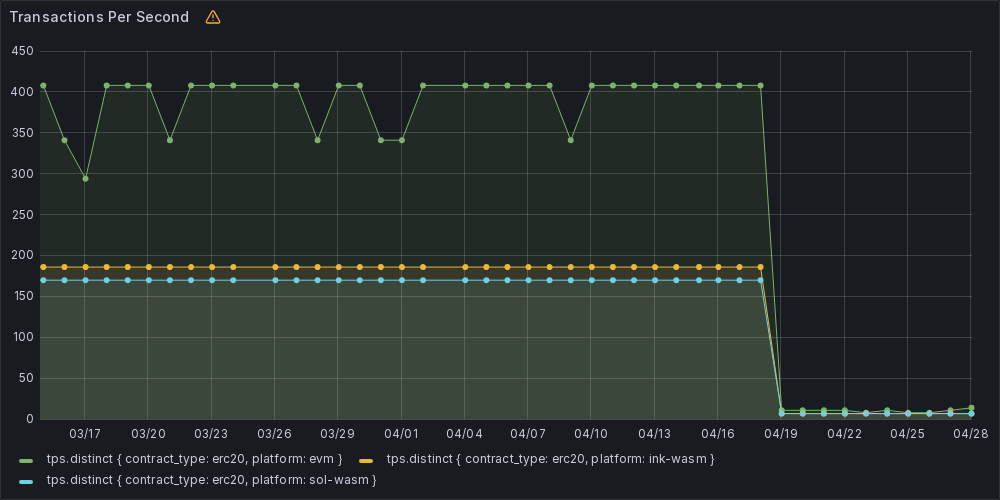 Transactions Per Second
450
400
350
300
250
200
150
100
50
0
03/17 03/20 03/23 03/26 03/29 04/01 04/04 04/07 04/10 04/13 04/16 04/19 04/22 04/25 04/28
tps.distinct { contract_type: erc20, platform: evm } tps.distinct { contract_type: erc20, platform: ink-wasm }
tps.distinct { contract_type: erc20, platform: sol-wasm }